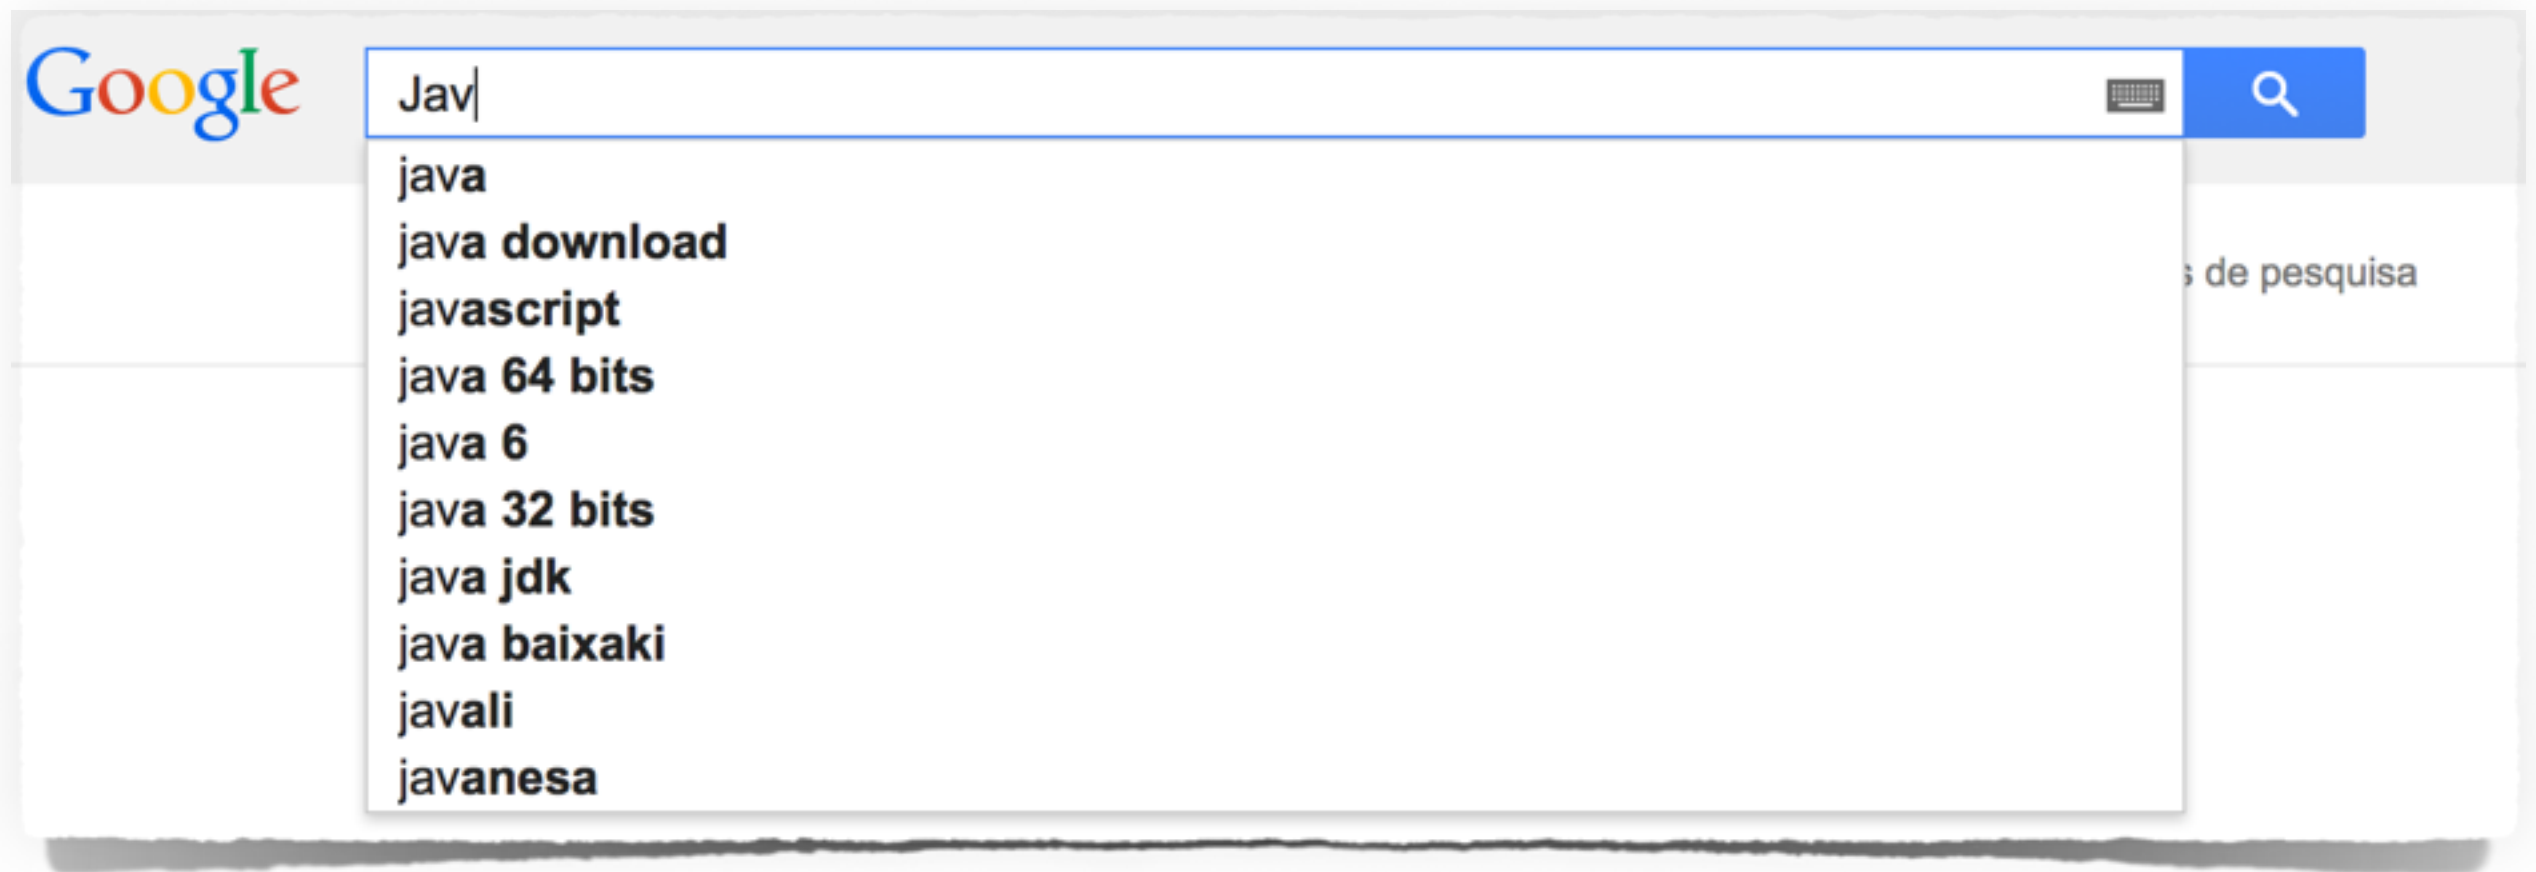 Google
Jav
java
java download
javascript
java 64 bits
java 6
java 32 bits
java jdk
java baixaki
javali
javanesa
de pesquisa